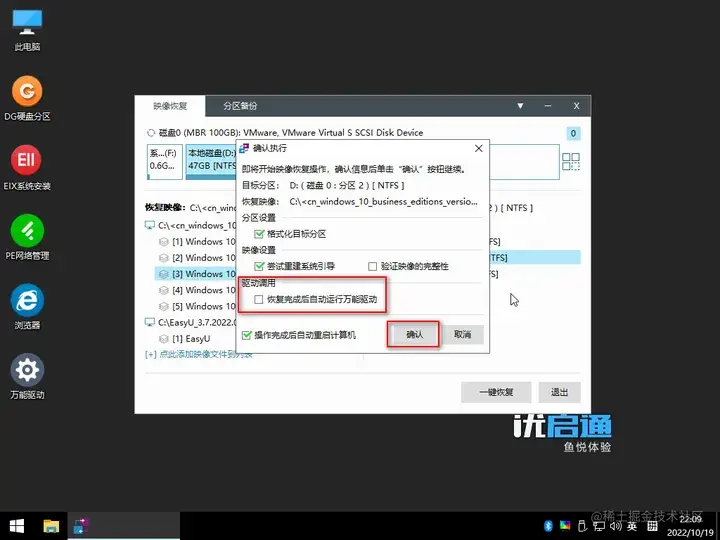 此电脑
DG硬盘分区
EIX系统安装
PE网络管理
浏览器
万能驱动
映像恢复
分区备份
磁盘0 (MBR 100GB): VMware, VMware Virtual S SCSI Disk Device
0
系...(F:)
0.6G...
本地磁盘(D:)
47GB [NTFS
恢复映像: C:\<cn_windo
2 ) [ NTFS ]
C:\<cn_windows_10
[1] Windows 10
[2] Windows 10
[3] Windows 10
[4] Windows 10
[5] Windows 10
C:\EasyU_3.7.2022.0
[1] EasyU
[+] 点此添加映像文件到列表
FS]
NTFS]
S]
确认执行
即将开始映像恢复操作，确认信息后单击“确认”按钮继续。
目标分区: D: ( 磁盘 0 : 分区 2 ) [ NTFS ]
恢复映像: C:\<cn_windows_10_business_editions_versio...
分区设置
格式化目标分区
映像设置
尝试重建系统引导
验证映像的完整性
驱动调用
恢复完成后自动运行万能驱动
操作完成后自动重启计算机
确认
取消
一键恢复
退出
优启通
鱼悦体验
@稀土掘金技术社区
英
22:09
2022/10/19